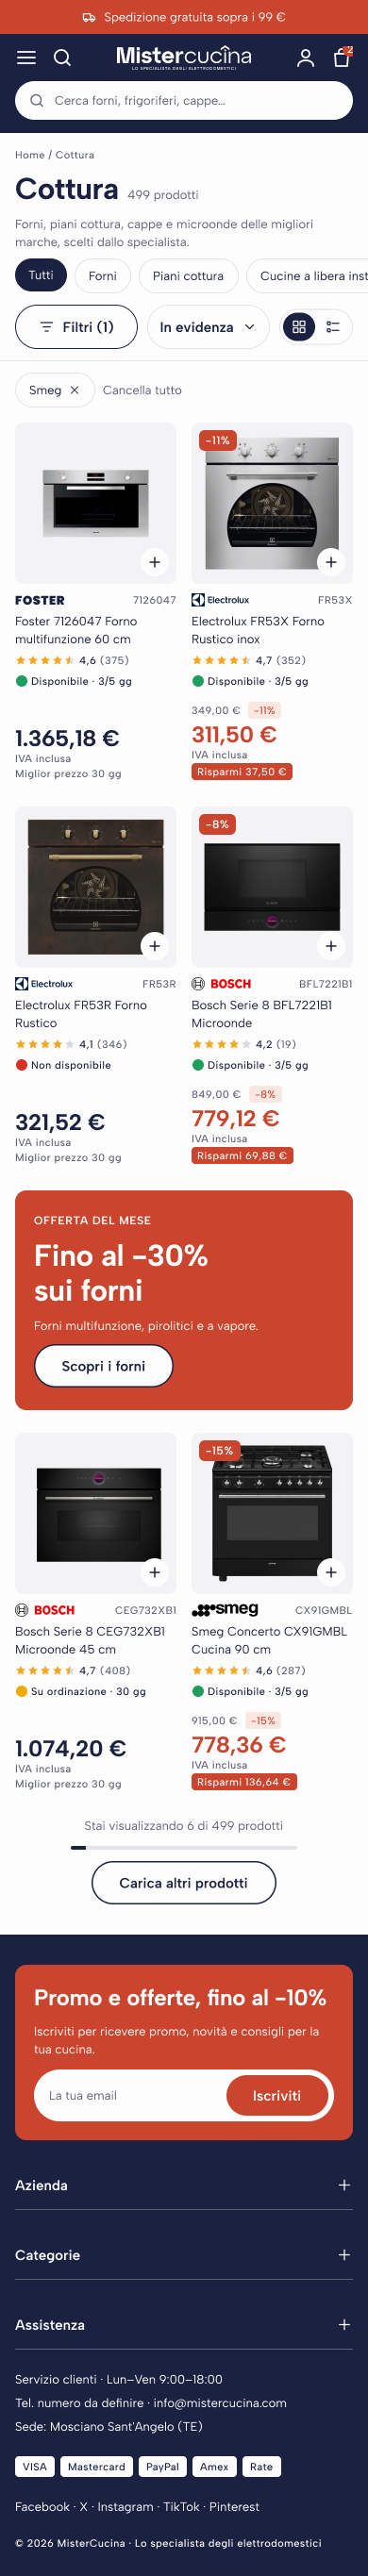 Spedizione gratuita sopra i 99 €
Mistercucina
LO SPECIALISTA DEGLI ELETTRODOMESTICI
2
Cerca forni, frigoriferi, cappe…
Home / Cottura
Cottura 499 prodotti
Forni, piani cottura, cappe e microonde delle migliori
marche, scelti dallo specialista.
Tutti Forni Piani cottura Cucine a libera inst
Filtri (1) In evidenza
Smeg Cancella tutto
-11%
FOSTER 7126047
Electrolux FR53X
Foster 7126047 Forno
multifunzione 60 cm
Electrolux FR53X Forno
Rustico inox
4,6 (375)
4,7 (352)
Disponibile · 3/5 gg
Disponibile · 3/5 gg
349,00 € -11%
1.365,18 €
311,50 €
IVA inclusa
Miglior prezzo 30 gg
IVA inclusa
Risparmi 37,50 €
-8%
Electrolux FR53R
BOSCH BFL7221B1
Electrolux FR53R Forno
Rustico
Bosch Serie 8 BFL7221B1
Microonde
4,1 (346)
4,2 (19)
Non disponibile
Disponibile · 3/5 gg
849,00 € -8%
321,52 €
779,12 €
IVA inclusa
Miglior prezzo 30 gg
IVA inclusa
Risparmi 69,88 €
OFFERTA DEL MESE
Fino al -30%
sui forni
Forni multifunzione, pirolitici e a vapore.
Scopri i forni
-15%
BOSCH CEG732XB1
smeg CX91GMBL
Bosch Serie 8 CEG732XB1
Microonde 45 cm
Smeg Concerto CX91GMBL
Cucina 90 cm
4,7 (408)
4,6 (287)
Su ordinazione · 30 gg
Disponibile · 3/5 gg
915,00 € -15%
1.074,20 €
778,36 €
IVA inclusa
Miglior prezzo 30 gg
IVA inclusa
Risparmi 136,64 €
Stai visualizzando 6 di 499 prodotti
Carica altri prodotti
Promo e offerte, fino al -10%
Iscriviti per ricevere promo, novità e consigli per la
tua cucina.
La tua email Iscriviti
Azienda
Categorie
Assistenza
Servizio clienti · Lun–Ven 9:00–18:00
Tel. numero da definire · info@mistercucina.com
Sede: Mosciano Sant'Angelo (TE)
VISA Mastercard PayPal Amex Rate
Facebook · X · Instagram · TikTok · Pinterest
© 2026 MisterCucina · Lo specialista degli elettrodomestici